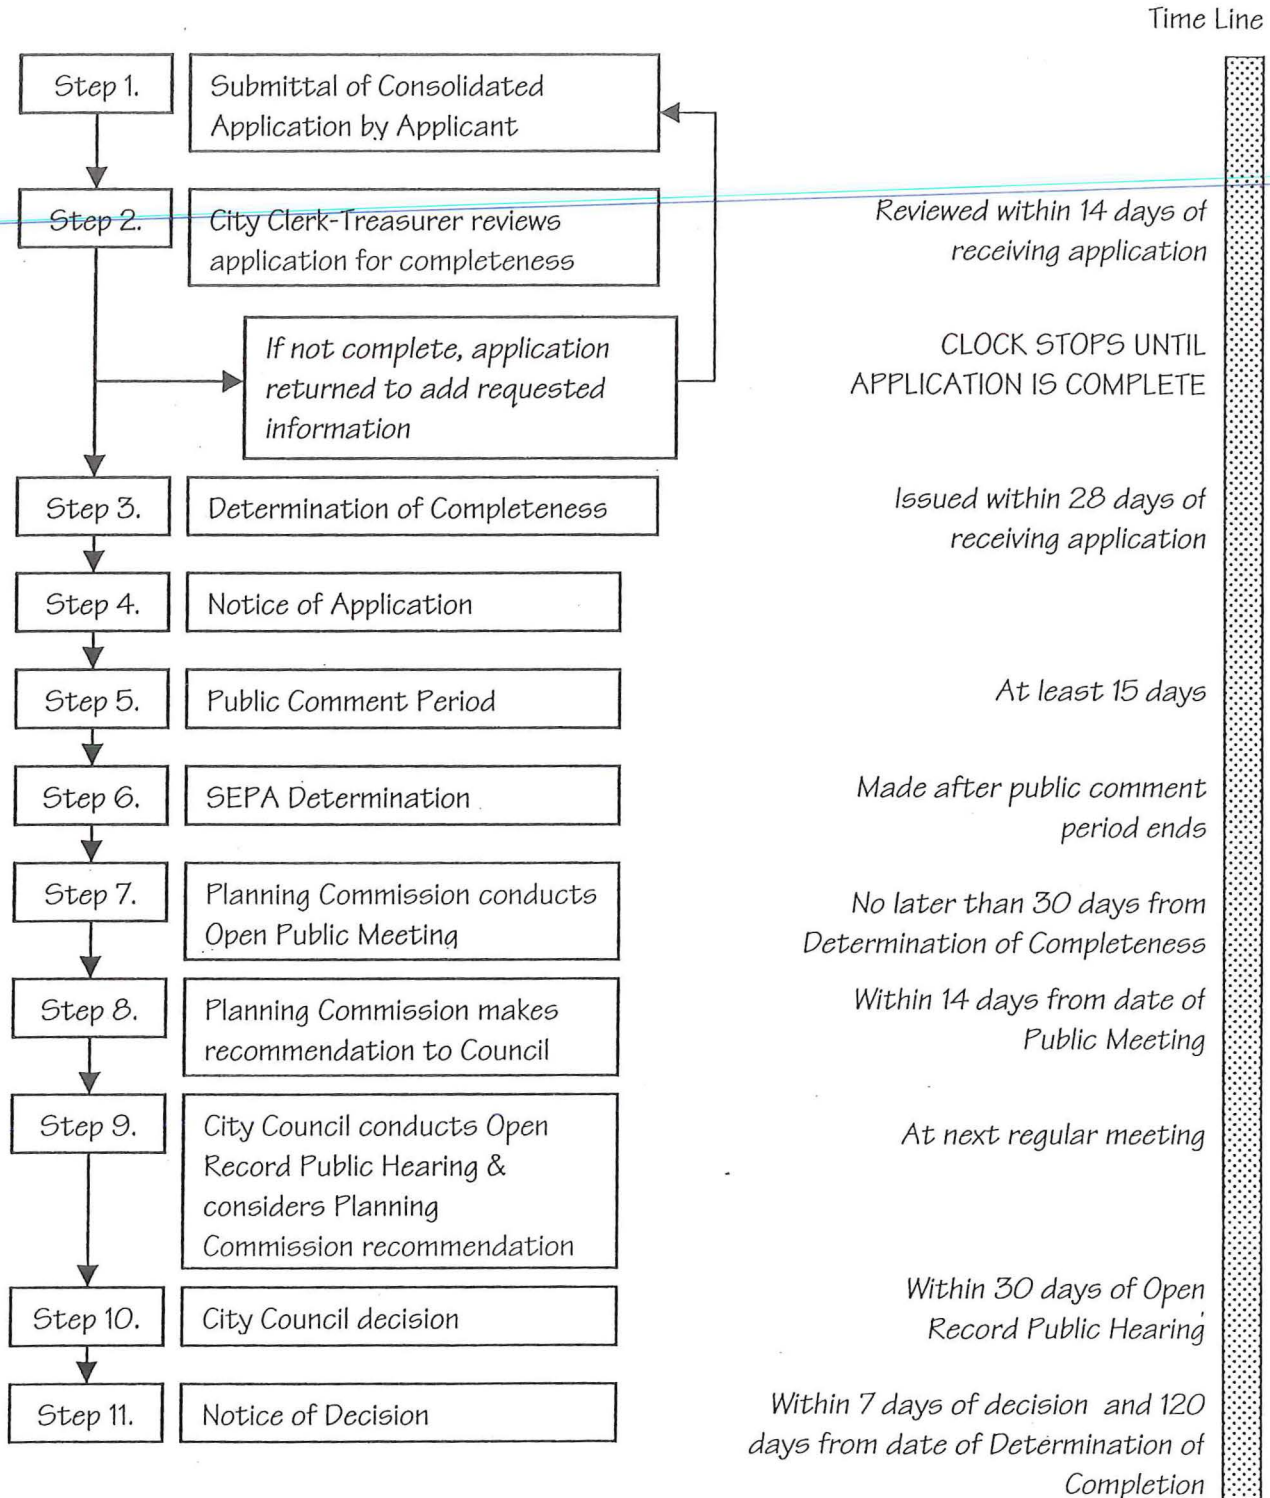 Time Line
Step 1.
Submittal of Consolidated
Application by Applicant
Step 2.
City Clerk-Treasurer reviews
application for completeness
Reviewed within 14 days of
receiving application
If not complete, application
returned to add requested
information
CLOCK STOPS UNTIL
APPLICATION IS COMPLETE
Step 3.
Determination of Completeness
Issued within 28 days of
receiving application
Step 4.
Notice of Application
Step 5.
Public Comment Period
At least 15 days
Step 6.
SEPA Determination
Made after public comment
period ends
Step 7.
Planning Commission conducts
Open Public Meeting
No later than 30 days from
Determination of Completeness
Step 8.
Planning Commission makes
recommendation to Council
Within 14 days from date of
Public Meeting
Step 9.
City Council conducts Open
Record Public Hearing &
considers Planning
Commission recommendation
At next regular meeting
Step 10.
City Council decision
Within 30 days of Open
Record Public Hearing
Step 11.
Notice of Decision
Within 7 days of decision and 120
days from date of Determination of
Completion